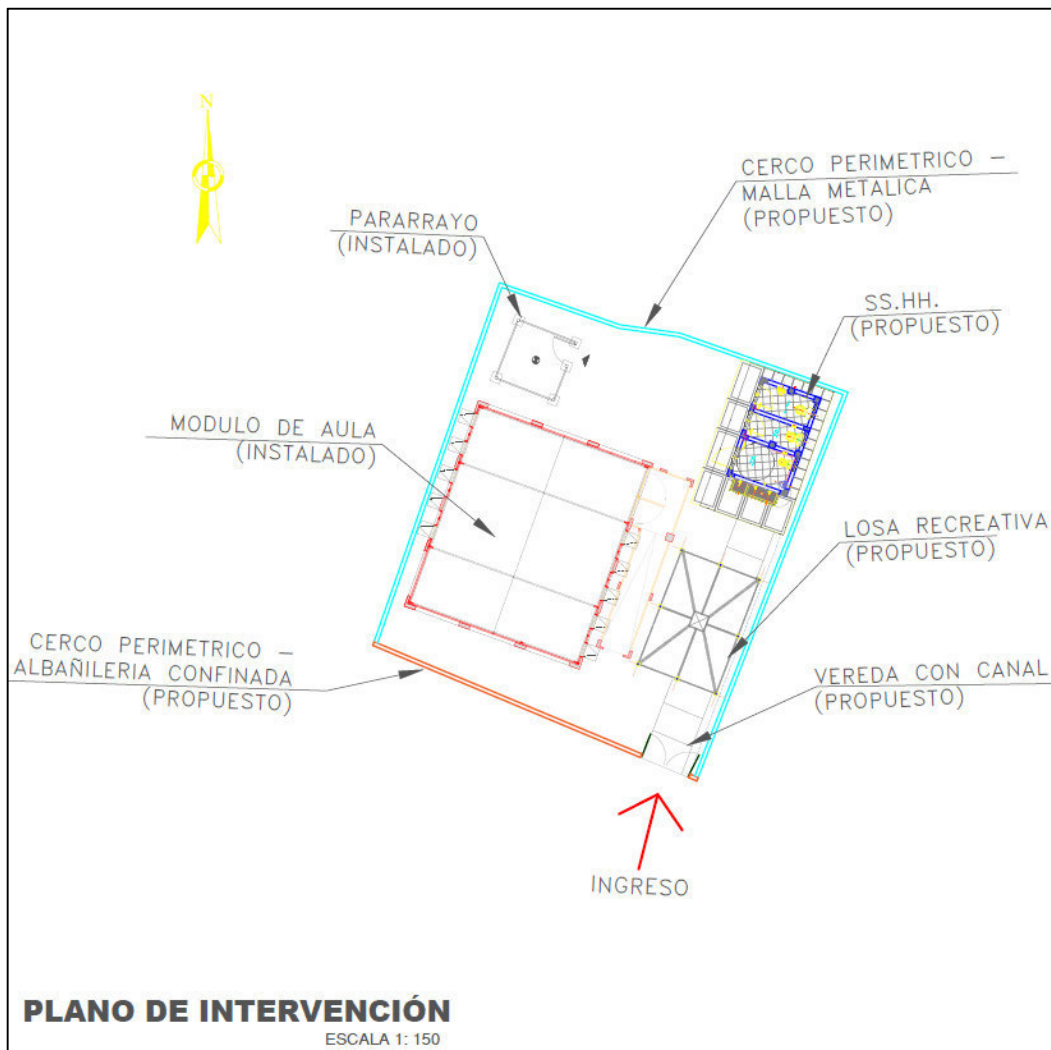 N
CERCO PERIMETRICO –
MALLA METALICA
(PROPUESTO)
PARARRAYO
(INSTALADO)
SS.HH.
(PROPUESTO)
MODULO DE AULA
(INSTALADO)
LOSA RECREATIVA
(PROPUESTO)
CERCO PERIMETRICO –
ALBAÑILERIA CONFINADA
(PROPUESTO)
VEREDA CON CANAL
(PROPUESTO)
INGRESO
PLANO DE INTERVENCIÓN
ESCALA 1: 150